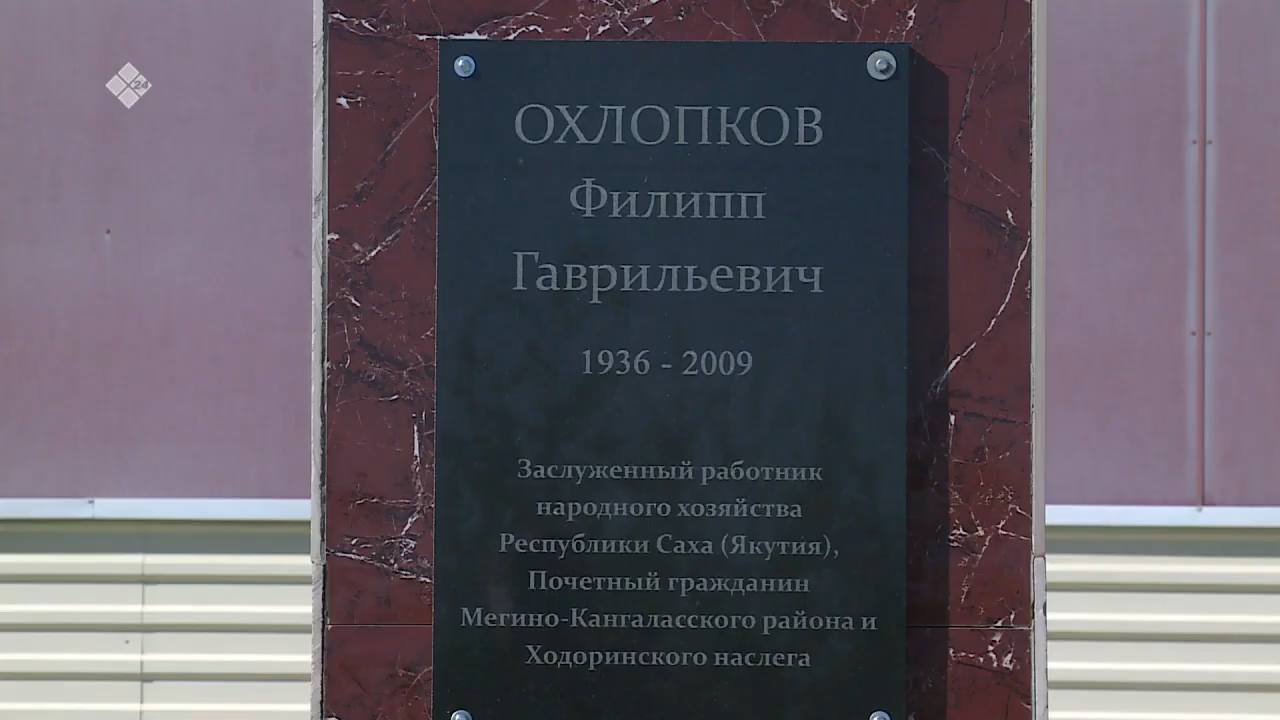 24
ОХЛОПКОВ
Филипп
Гаврильевич
1936 - 2009
Заслуженный работник
народного хозяйства
Республики Саха (Якутия),
Почетный гражданин
Мегино-Кангаласского района и
Ходоринского наслега